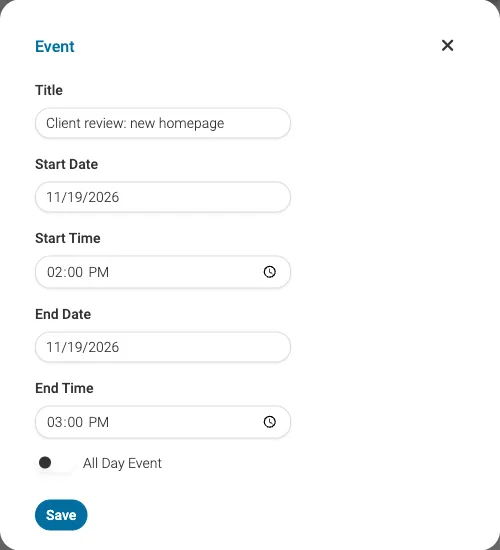 Event
Title
Client review: new homepage
Start Date
11/19/2026
Start Time
02:00 PM
End Date
11/19/2026
End Time
03:00 PM
All Day Event
Save